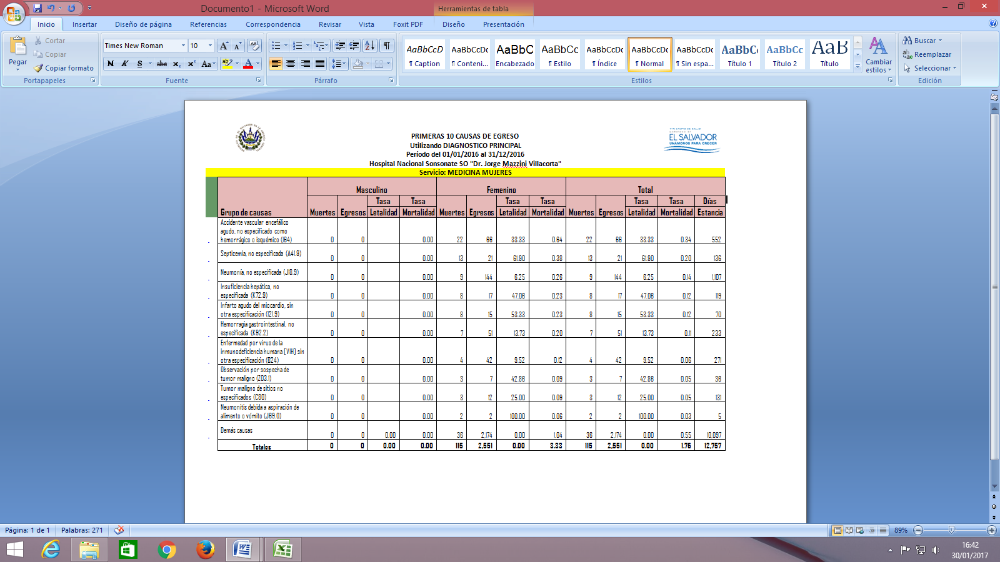 Documento1 - Microsoft Word
Herramientas de tabla
Inicio Insertar Diseño de página Referencias Correspondencia Revisar Vista Foxit PDF Diseño Presentación
Pegar
Cortar
Copiar
Copiar formato
Portapapeles
Times New Roman 10
N K S abc x₂ x² Aa
Fuente
Párrafo
AaBbCcD AaBbCcDc AaBbC AaBbCc AaBbCcDc AaBbCcDc AaBbCcDc AaBbC AaBbCc AaB
¶ Caption ¶ Conteni... Encabezado ¶ Estilo ¶ Índice ¶ Normal ¶ Sin espa... Título 1 Título 2 Título
Estilos
Cambiar estilos
Buscar
Reemplazar
Seleccionar
Edición
EL SALVADOR
UNÁMONOS PARA CRECER
PRIMERAS 10 CAUSAS DE EGRESO
Utilizando DIAGNOSTICO PRINCIPAL
Período del 01/01/2016 al 31/12/2016
Hospital Nacional Sonsonate SO "Dr. Jorge Mazzini Villacorta"
Servicio: MEDICINA MUJERES
Masculino Femenino Total
Tasa Tasa Tasa Tasa Tasa Tasa Días
Grupo de causas Muertes Egresos Letalidad Mortalidad Muertes Egresos Letalidad Mortalidad Muertes Egresos Letalidad Mortalidad Estancia
Accidente vascular encefálico
agudo, no especificado como
hemorrágico o isquémico (I64) 0 0 0.00 22 66 33.33 0.64 22 66 33.33 0.34 552
Septicemia, no especificada (A41.9) 0 0 0.00 13 21 61.90 0.38 13 21 61.90 0.20 136
Neumonía, no especificada (J18.9) 0 0 0.00 9 144 6.25 0.26 9 144 6.25 0.14 1,107
Insuficiencia hepática, no
especificada (K72.9) 0 0 0.00 8 17 47.06 0.23 8 17 47.06 0.12 119
Infarto agudo del miocardio, sin
otra especificación (I21.9) 0 0 0.00 8 15 53.33 0.23 8 15 53.33 0.12 70
Hemorragia gastrointestinal, no
especificada (K92.2) 0 0 0.00 7 51 13.73 0.20 7 51 13.73 0.11 233
Enfermedad por virus de la
inmunodeficiencia humana [VIH] sin
otra especificación (B24) 0 0 0.00 4 42 9.52 0.12 4 42 9.52 0.06 271
Observación por sospecha de
tumor maligno (Z03.1) 0 0 0.00 3 7 42.86 0.09 3 7 42.86 0.05 36
Tumor maligno de sitios no
especificados (C80) 0 0 0.00 3 12 25.00 0.09 3 12 25.00 0.05 131
Neumonitis debida a aspiración de
alimento o vómito (J69.0) 0 0 0.00 2 2 100.00 0.06 2 2 100.00 0.03 5
Demás causas 0 0 0.00 0.00 36 2,174 0.00 1.04 36 2,174 0.00 0.55 10,097
Totales 0 0 0.00 0.00 115 2,551 0.00 3.33 115 2,551 0.00 1.76 12,757
Página: 1 de 1 Palabras: 271 89%
16:42
30/01/2017